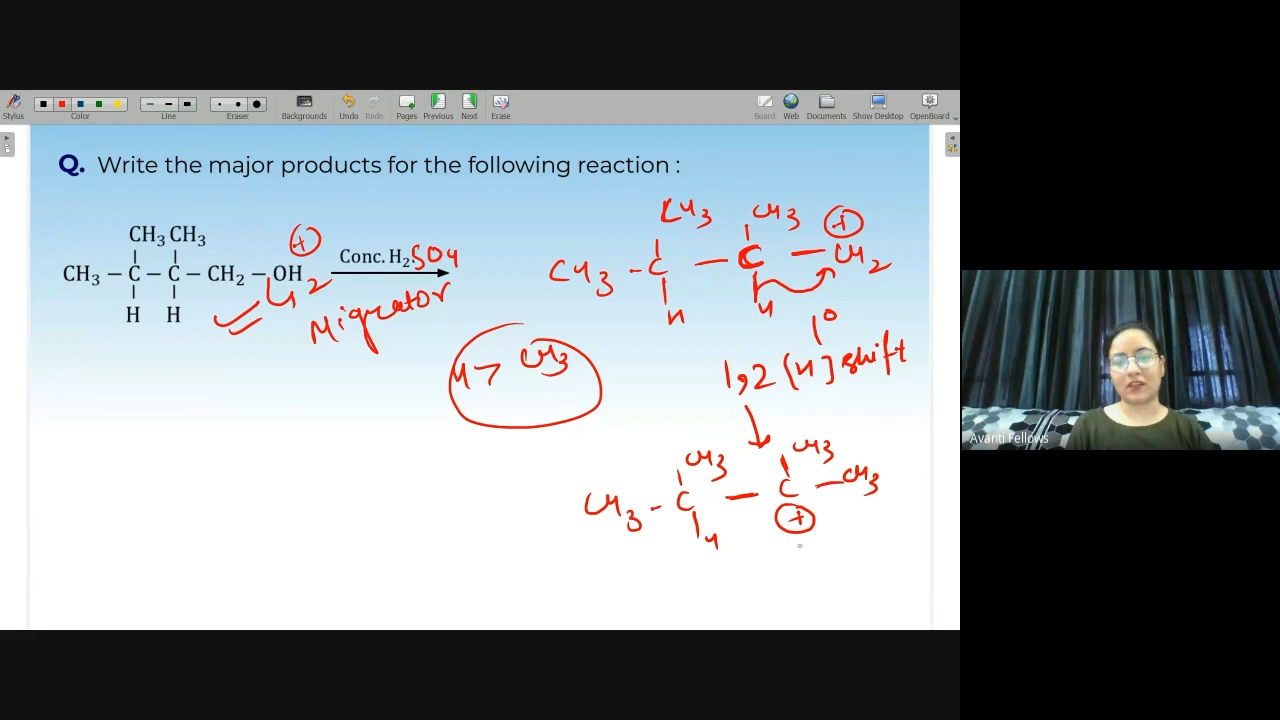 Stylus
Color
Line
Eraser
Backgrounds
Undo
Redo
Pages
Previous
Next
Erase
Board
Web
Documents
Show Desktop
OpenBoard
Q. Write the major products for the following reaction :
CH₃ CH₃
CH₃ – C – C – CH₂ – OH
H H
Conc. H₂SO₄
⊕
H₂
Migrator
H > CH₃
CH₃ CH₃ ⊕
CH₃ - C – C – CH₂
H H
1°
1,2 [H] shift
CH₃ CH₃
CH₃ - C – C – CH₃
H ⊕
Avanti Fellows